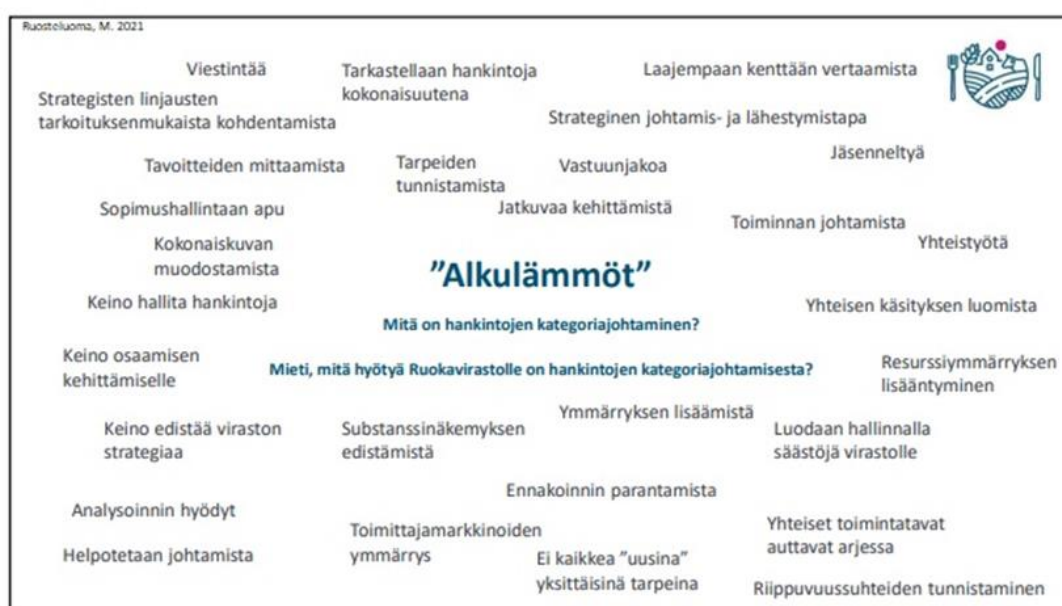 Ruosteluoma, M. 2021
Viestintää
Tarkastellaan hankintoja
kokonaisuutena
Laajempaan kenttään vertaamista
Strategisten linjausten
tarkoituksenmukaista kohdentamista
Strateginen johtamis- ja lähestymistapa
Tavoitteiden mittaamista
Tarpeiden
tunnistamista
Vastuunjakoa
Jäsenneltyä
Sopimushallintaan apu
Jatkuvaa kehittämistä
Toiminnan johtamista
Kokonaiskuvan
muodostamista
Yhteistyötä
”Alkulämmöt”
Keino hallita hankintoja
Yhteisen käsityksen luomista
Mitä on hankintojen kategoriajohtaminen?
Keino osaamisen
kehittämiselle
Mieti, mitä hyötyä Ruokavirastolle on hankintojen kategoriajohtamisesta?
Resurssiymmärryksen
lisääntyminen
Ymmärryksen lisäämistä
Keino edistää viraston
strategiaa
Substanssinäkemyksen
edistämistä
Luodaan hallinnalla
säästöjä virastolle
Ennakoinnin parantamista
Analysoinnin hyödyt
Toimittajamarkkinoiden
ymmärrys
Yhteiset toimintatavat
auttavat arjessa
Helpotetaan johtamista
Ei kaikkea ”uusina”
yksittäisinä tarpeina
Riippuvuussuhteiden tunnistaminen